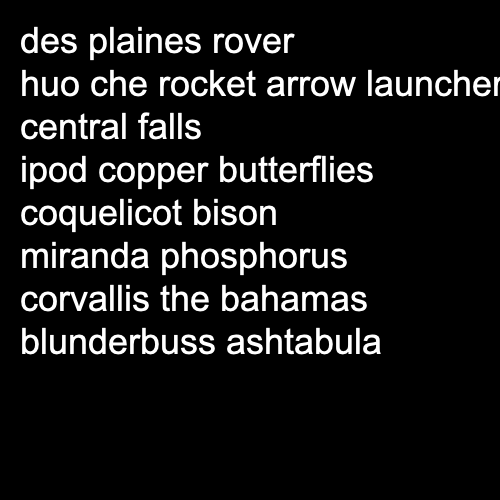 des plaines rover
huo che rocket arrow launcher
central falls
ipod copper butterflies
coquelicot bison
miranda phosphorus
corvallis the bahamas
blunderbuss ashtabula